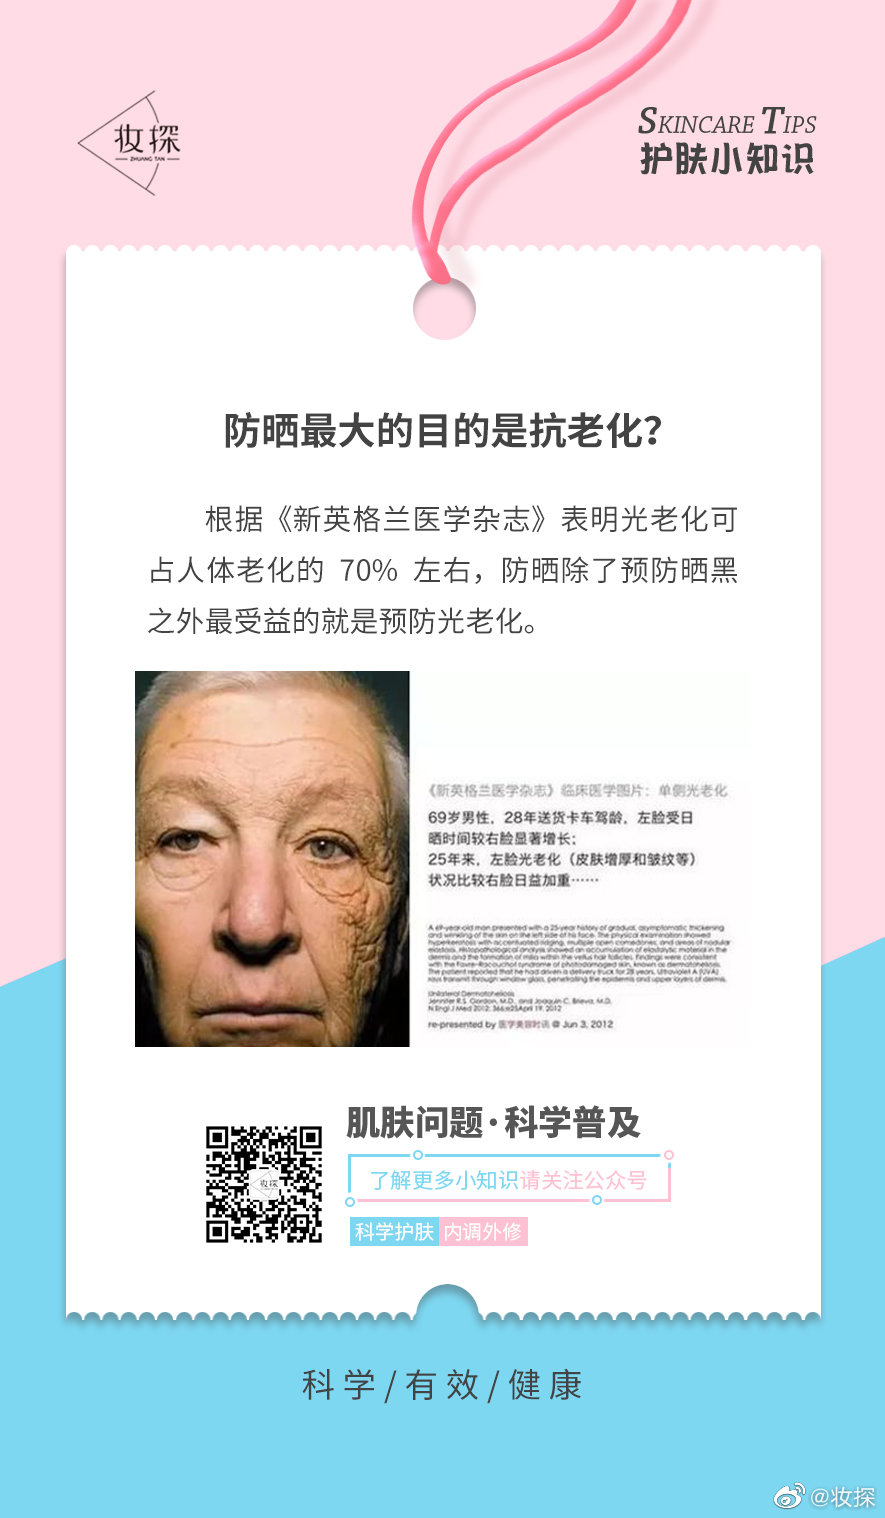 妆探
ZHUANG TAN
SKINCARE TIPS
护肤小知识
防晒最大的目的是抗老化？
根据《新英格兰医学杂志》表明光老化可
占人体老化的 70% 左右，防晒除了预防晒黑
之外最受益的就是预防光老化。
《新英格兰医学杂志》临床医学图片：单侧光老化
69岁男性，28年送货卡车驾龄，左脸受日
晒时间较右脸显著增长；
25年来，左脸光老化（皮肤增厚和皱纹等）
状况比较右脸日益加重……
A 69-year-old man presented with a 25-year history of gradual, asymptomatic thickening
and wrinkling of the skin on the left side of his face. The physical examination showed
hyperkeratosis with accentuated ridging, multiple open comedones, and areas of nodular
elastosis. Histopathological analysis showed an accumulation of elastolytic material in the
dermis and the formation of milia within the vellus hair follicles. Findings were consistent
with the Favre-Racouchot syndrome of photodamaged skin, known as dermatoheliosis.
The patient reported that he had driven a delivery truck for 28 years. Ultraviolet A (UVA)
rays transmit through window glass, penetrating the epidermis and upper layers of dermis.
Unilateral Dermatoheliosis
Jennifer R.S. Gordon, M.D., and Joaquin C. Brieva, M.D.
N Engl J Med 2012; 366:e25April 19, 2012
re-presented by 医学美容时讯 @ Jun 3, 2012
肌肤问题·科学普及
妆探
了解更多小知识请关注公众号
科学护肤 内调外修
科学/有效/健康
@妆探